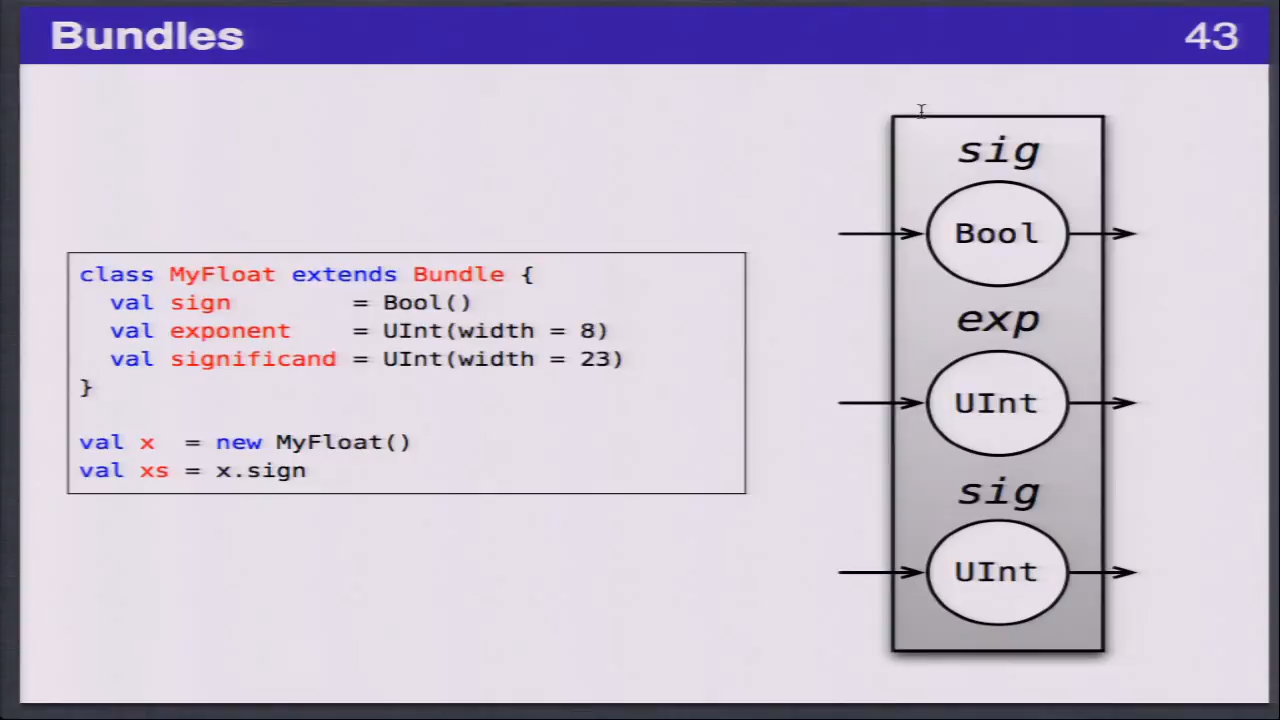 Bundles 43
class MyFloat extends Bundle {
  val sign        = Bool()
  val exponent    = UInt(width = 8)
  val significand = UInt(width = 23)
}
val x  = new MyFloat()
val xs = x.sign
sig
Bool
exp
UInt
sig
UInt